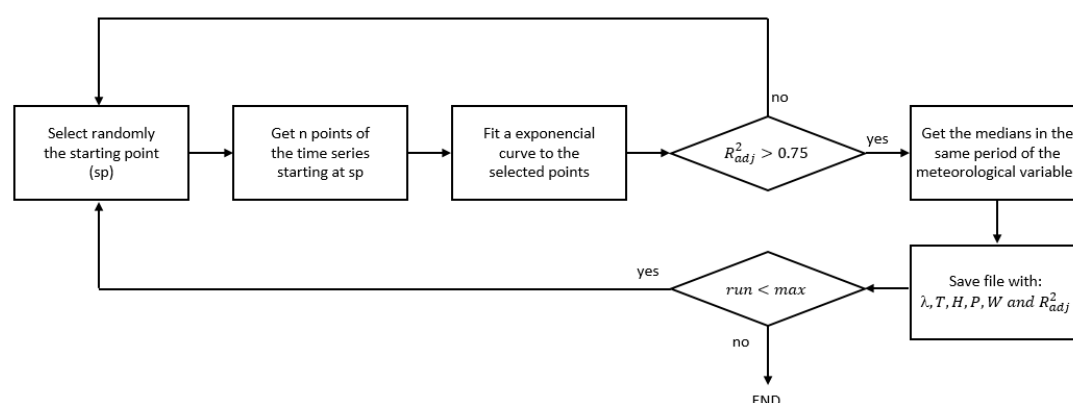 no
Select randomly
the starting point
(sp)
Get n points of
the time series
starting at sp
Fit a exponencial
curve to the
selected points
R²adj > 0.75
yes
Get the medians in the
same period of the
meteorological variable
yes
run < max
Save file with:
λ, T, H, P, W and R²adj
no
END